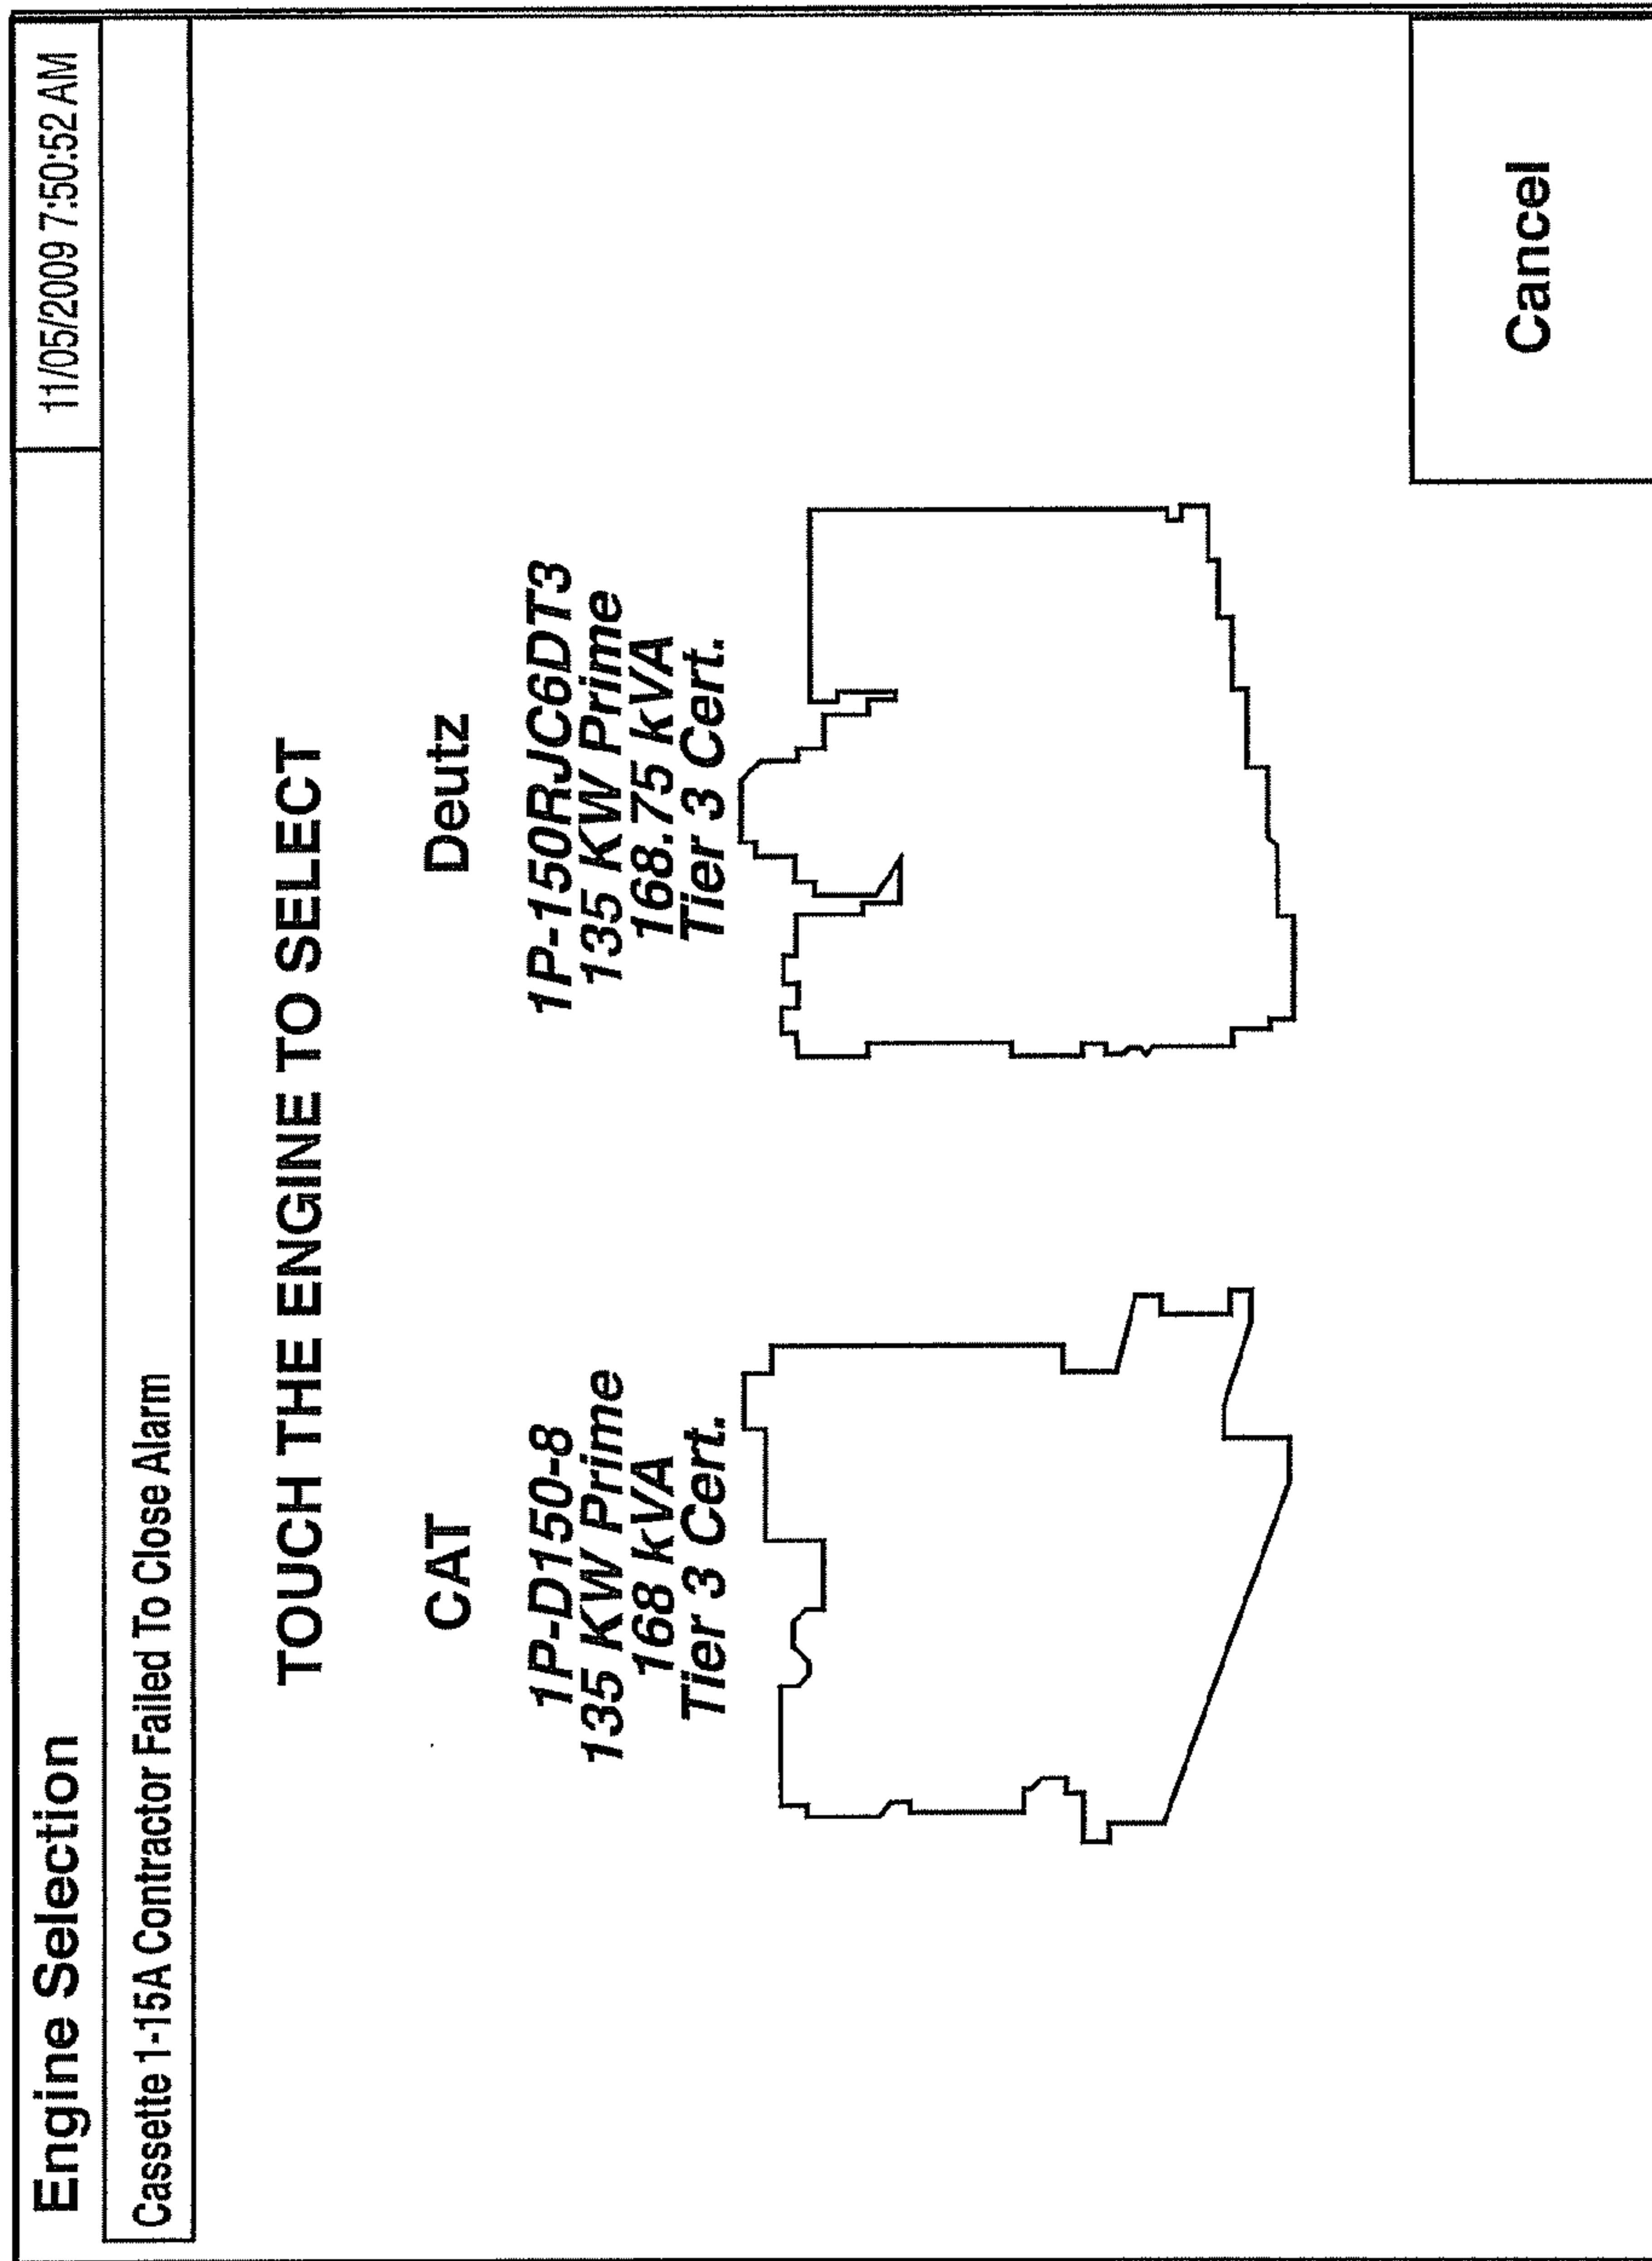 Engine Selection
11/05/2009 7:50:52 AM
Cassette 1-15A Contractor Failed To Close Alarm
TOUCH THE ENGINE TO SELECT
CAT
1P-D150-8
135 KW Prime
168 kVA
Tier 3 Cert.
Deutz
1P-150RJC6DT3
135 KW Prime
168.75 kVA
Tier 3 Cert.
Cancel